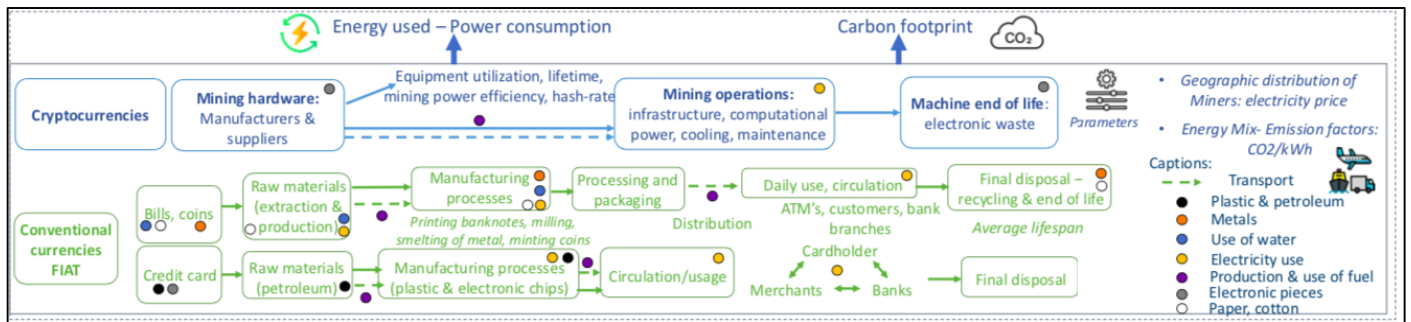 Energy used – Power consumption
Carbon footprint
CO₂
Cryptocurrencies
Mining hardware:
Manufacturers &
suppliers
Equipment utilization, lifetime,
mining power efficiency, hash-rate
Mining operations:
infrastructure, computational
power, cooling, maintenance
Machine end of life:
electronic waste
Parameters
• Geographic distribution of
Miners: electricity price
• Energy Mix- Emission factors:
CO2/kWh
Conventional
currencies
FIAT
Bills, coins
Raw materials
(extraction &
production)
Manufacturing
processes
Printing banknotes, milling,
smelting of metal, minting coins
Processing and
packaging
Distribution
Daily use, circulation
ATM's, customers, bank
branches
Final disposal –
recycling & end of life
Average lifespan
Credit card
Raw materials
(petroleum)
Manufacturing processes
(plastic & electronic chips)
Circulation/usage
Cardholder
Merchants
Banks
Final disposal
Captions:
Transport
Plastic & petroleum
Metals
Use of water
Electricity use
Production & use of fuel
Electronic pieces
Paper, cotton